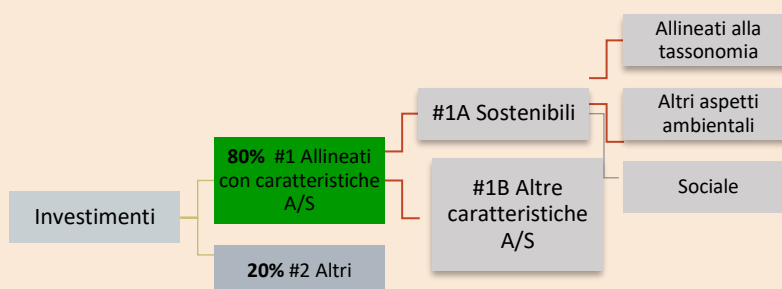 Investimenti
80% #1 Allineati
con caratteristiche
A/S
20% #2 Altri
#1A Sostenibili
#1B Altre
caratteristiche
A/S
Allineati alla
tassonomia
Altri aspetti
ambientali
Sociale